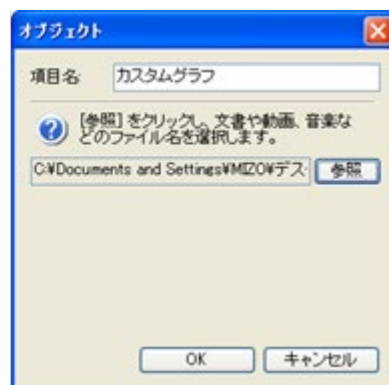 オブジェクト
項目名: カスタムグラフ
[参照] をクリックし、文書や動画、音楽な
どのファイル名を選択します。
C:¥Documents and Settings¥MIZO¥デス 参照
OK キャンセル